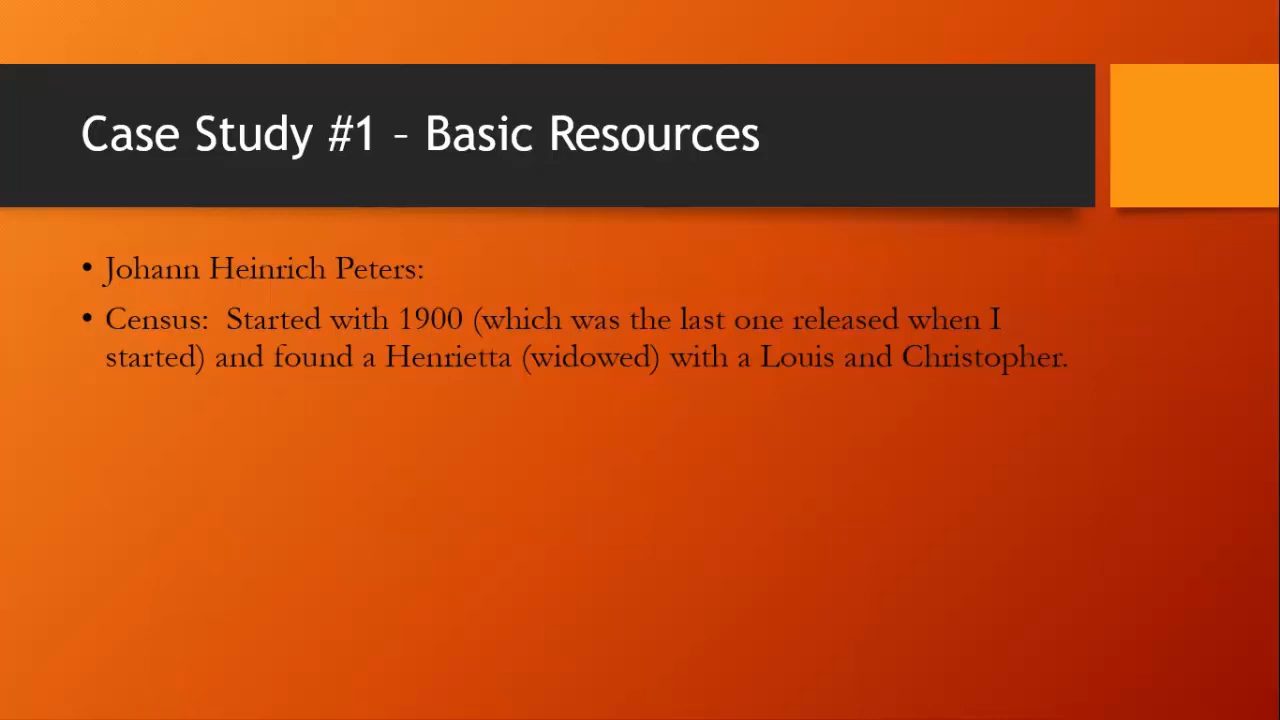 Case Study #1 – Basic Resources
• Johann Heinrich Peters:
• Census:  Started with 1900 (which was the last one released when I
started) and found a Henrietta (widowed) with a Louis and Christopher.